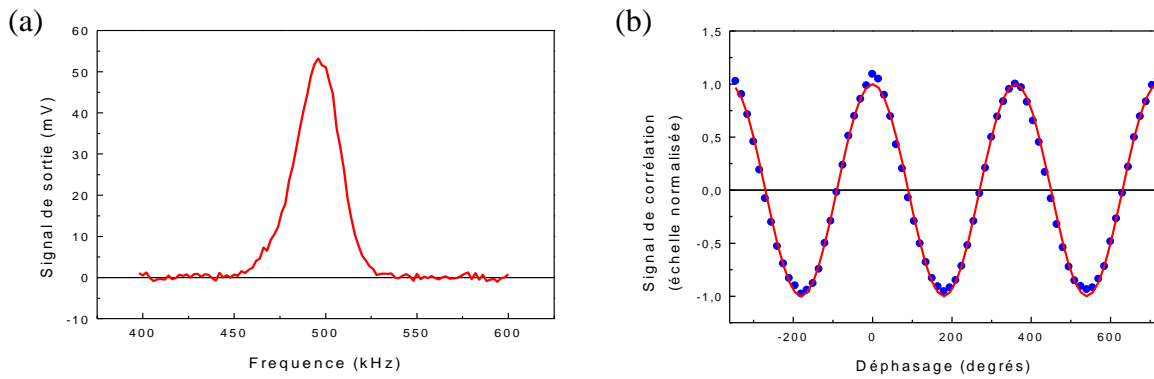 (a)
60
50
40
30
20
10
0
-10
Signal de sortie (mV)
400 450 500 550 600
Frequence (kHz)
(b)
1,5
1,0
0,5
0,0
-0,5
-1,0
Signal de corrélation
(échelle normalisée)
-200 0 200 400 600
Déphasage (degrés)